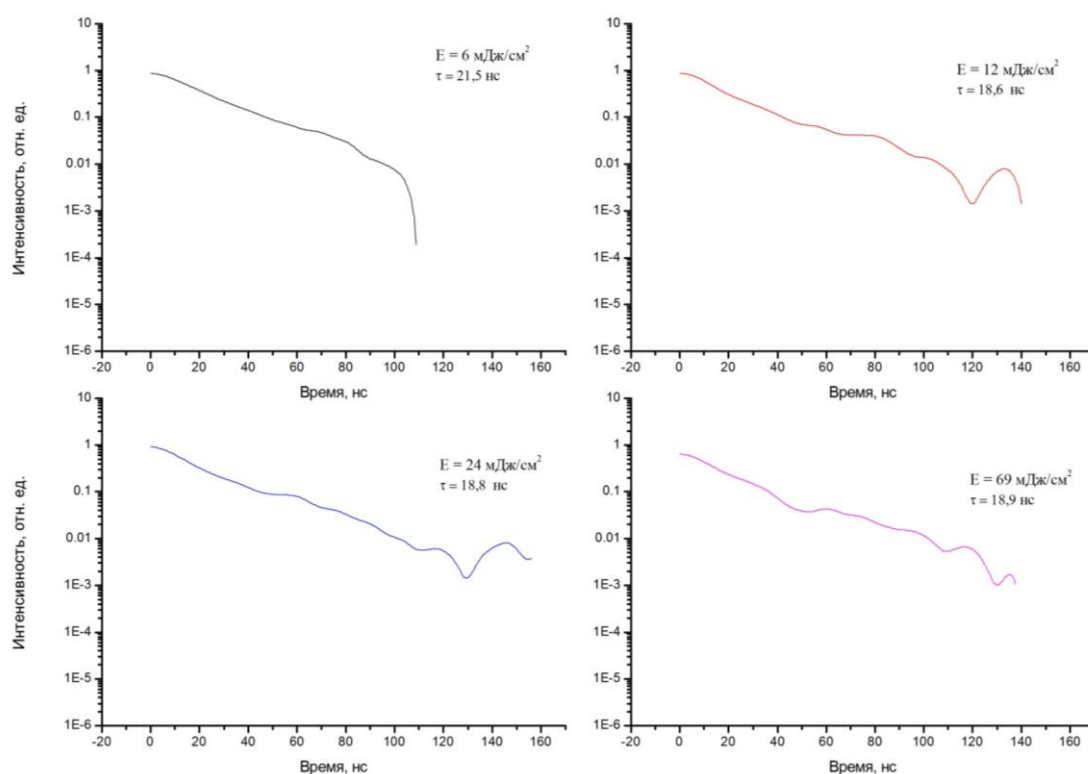 10
1
0.1
0.01
1E-3
1E-4
1E-5
1E-6
Интенсивность, отн. ед.
E = 6 мДж/см²
τ = 21,5 нс
-20 0 20 40 60 80 100 120 140 160
Время, нс
10
1
0.1
0.01
1E-3
1E-4
1E-5
1E-6
Интенсивность, отн. ед.
E = 12 мДж/см²
τ = 18,6 нс
-20 0 20 40 60 80 100 120 140 160
Время, нс
10
1
0.1
0.01
1E-3
1E-4
1E-5
1E-6
Интенсивность, отн. ед.
E = 24 мДж/см²
τ = 18,8 нс
-20 0 20 40 60 80 100 120 140 160
Время, нс
10
1
0.1
0.01
1E-3
1E-4
1E-5
1E-6
Интенсивность, отн. ед.
E = 69 мДж/см²
τ = 18,9 нс
-20 0 20 40 60 80 100 120 140 160
Время, нс